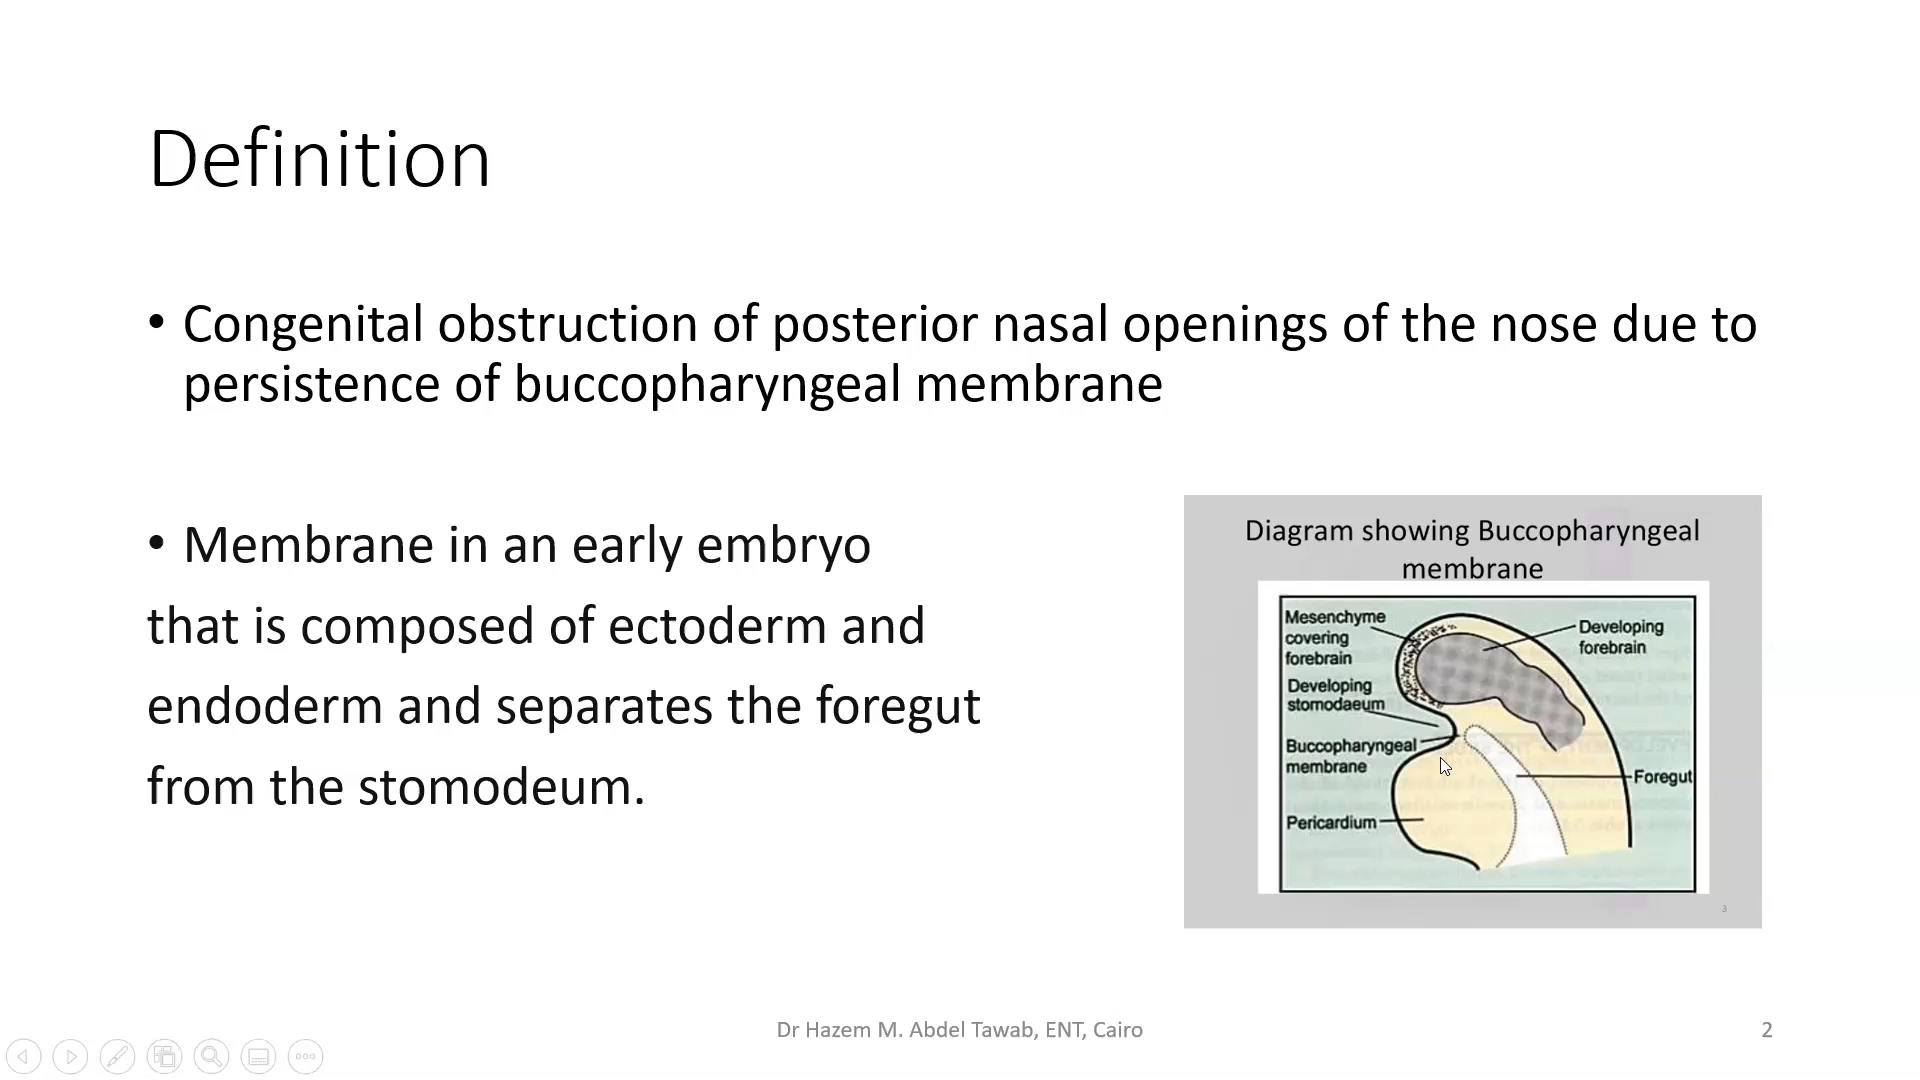 Definition
• Congenital obstruction of posterior nasal openings of the nose due to
persistence of buccopharyngeal membrane
• Membrane in an early embryo
that is composed of ectoderm and
endoderm and separates the foregut
from the stomodeum.
Diagram showing Buccopharyngeal
membrane
Mesenchyme
covering
forebrain
Developing
forebrain
Developing
stomodaeum
Buccopharyngeal
membrane
Foregut
Pericardium
3
Dr Hazem M. Abdel Tawab, ENT, Cairo
2